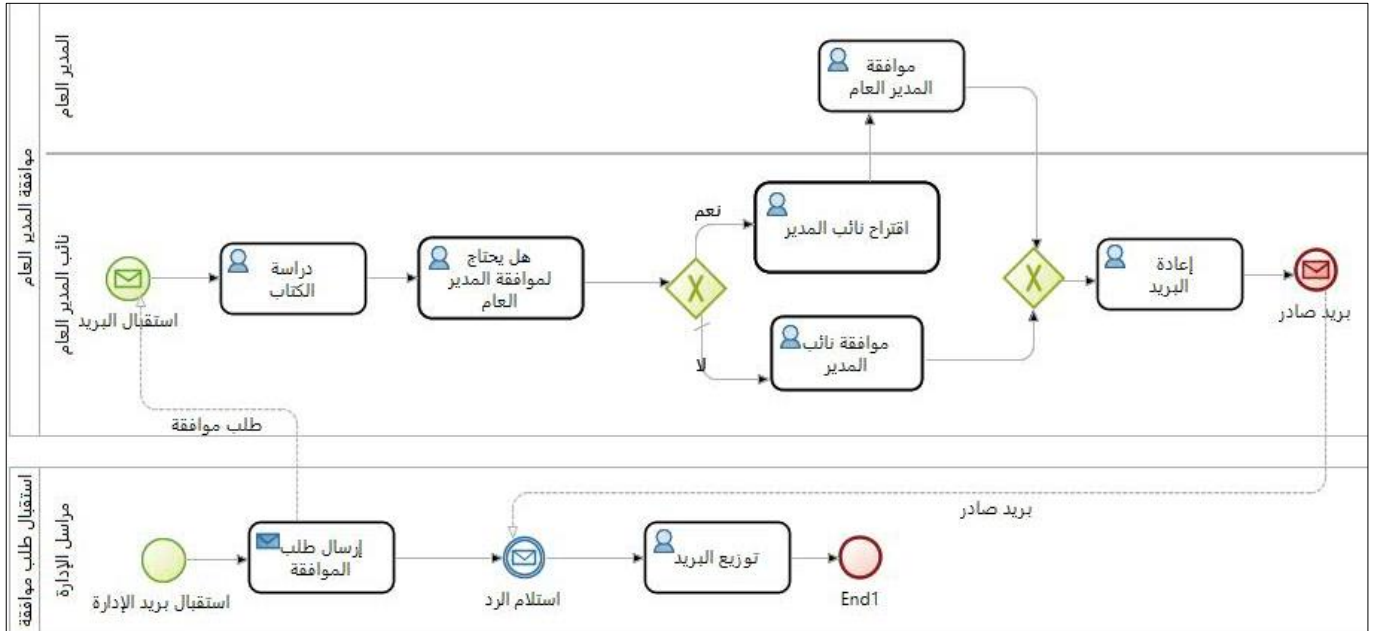 موافقة المدير العام
المدير العام
موافقة
المدير العام
نائب المدير العام
استقبال البريد
دراسة
الكتاب
هل يحتاج
لموافقة المدير
العام
نعم
اقتراح نائب المدير
لا
موافقة نائب
المدير
إعادة
البريد
بريد صادر
طلب موافقة
بريد صادر
استقبال طلب موافقة
مراسل الإدارة
استقبال بريد الإدارة
إرسال طلب
الموافقة
استلام الرد
توزيع البريد
End1